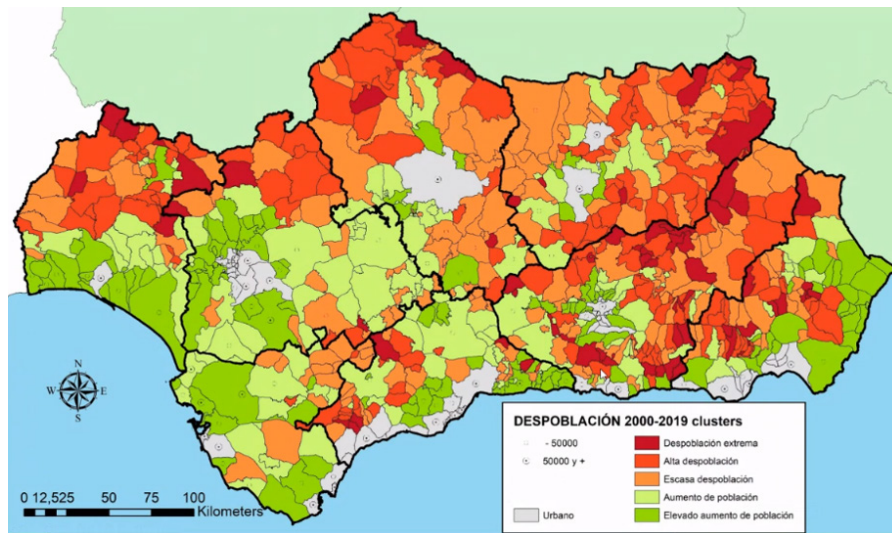 N
W E
S
0 12,525 50 75 100
Kilometers
DESPOBLACIÓN 2000-2019 clusters
- 50000
50000 y +
Urbano
Despoblación extrema
Alta despoblación
Escasa despoblación
Aumento de población
Elevado aumento de población